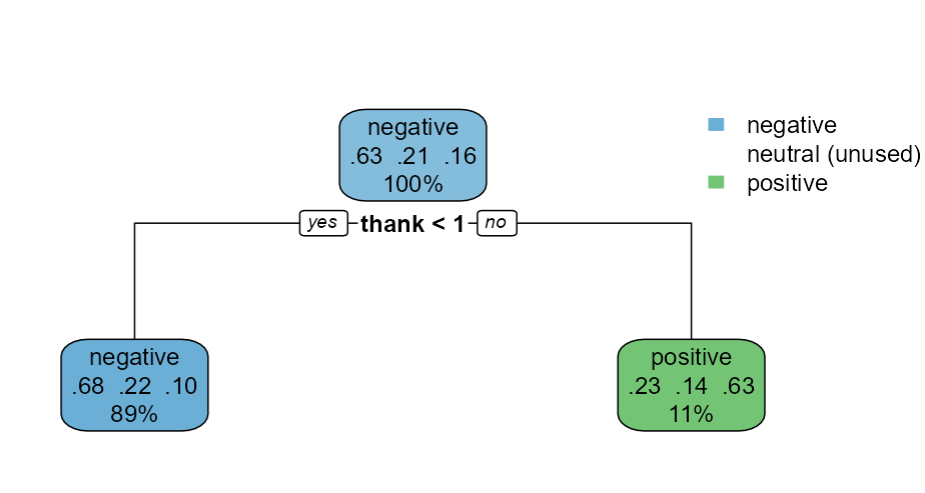 negative
.63 .21 .16
100%
yes thank < 1 no
negative
.68 .22 .10
89%
positive
.23 .14 .63
11%
negative
neutral (unused)
positive